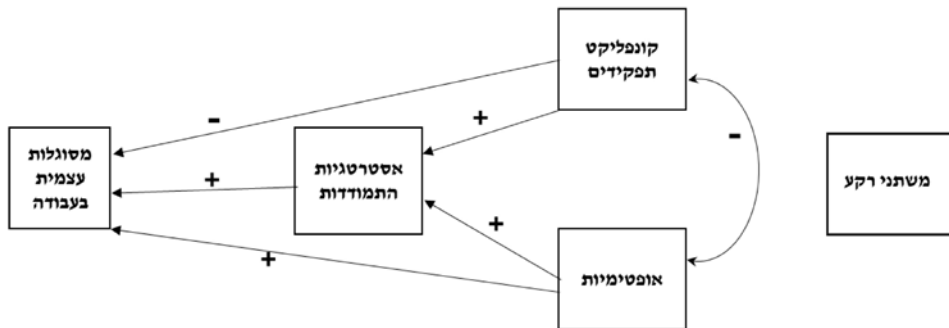 קונפליקט
תפקידים
-
+
-
מסוגלות
עצמית
בעבודה
+
אסטרטגיות
התמודדות
משתני רקע
+
+
אופטימיות